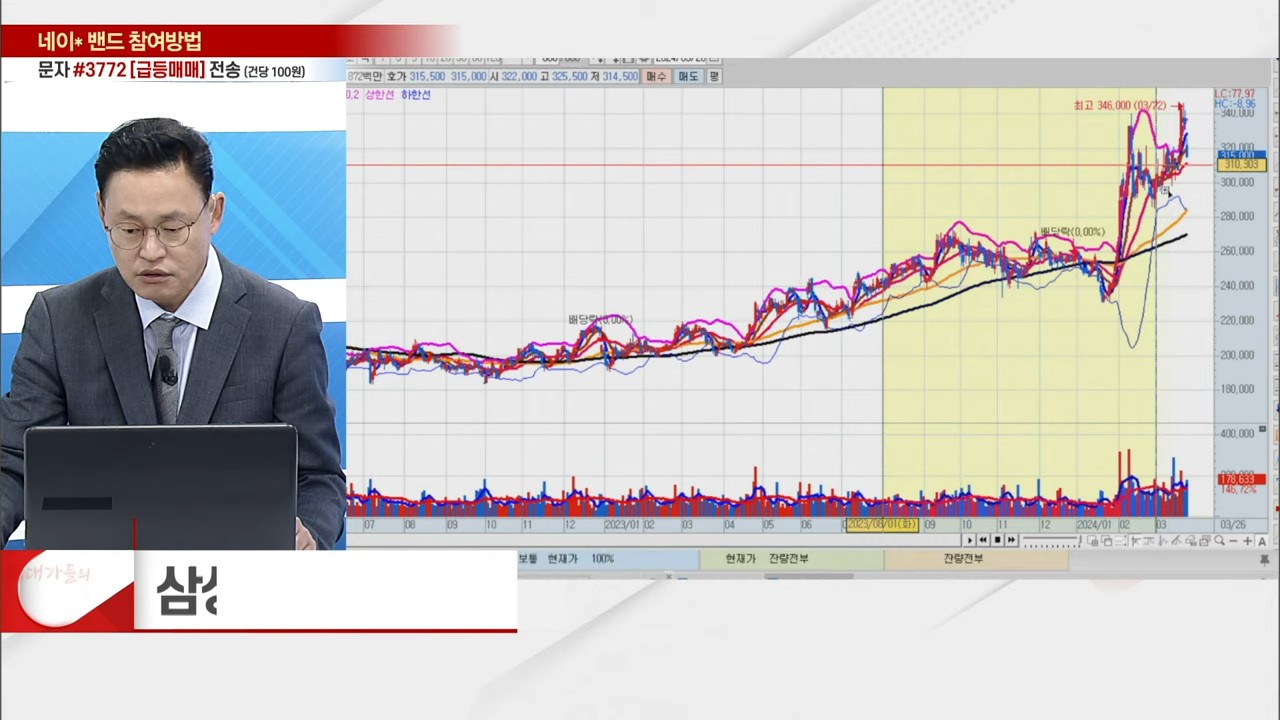 네이* 밴드 참여방법
문자 #3772 [급등매매] 전송 (건당 100원)
872백만 호가 315,500 315,000 시 322,000 고 325,500 저 314,500 매수 매도 평
0,2 상한선 하한선
LC:77,97
HC:-8,96
최고 346,000 (03/22)
340,000
320,000
315,000
310,303
300,000
280,000
배당락(0,00%)
260,000
240,000
배당락(0,00%)
220,000
200,000
180,000
400,000
178,633
146,72%
07 08 09 10 11 12 2023/01 02 03 04 05 06 2023/08/01(화) 09 10 11 12 2024/01 02 03 03/26
보통 현재가 100% 현재가 잔량전부 잔량전부
대가들의
삼